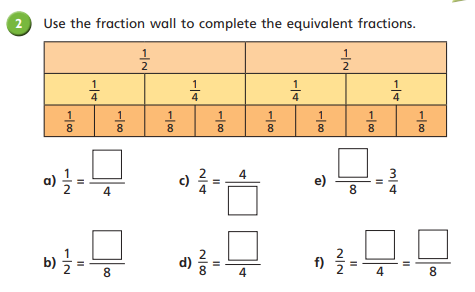 2 Use the fraction wall to complete the equivalent fractions.
1/2 1/2
1/4 1/4 1/4 1/4
1/8 1/8 1/8 1/8 1/8 1/8 1/8 1/8
a) 1/2 = □/4 c) 2/4 = 4/□ e) □/8 = 3/4
b) 1/2 = □/8 d) 2/8 = □/4 f) 2/2 = □/4 = □/8